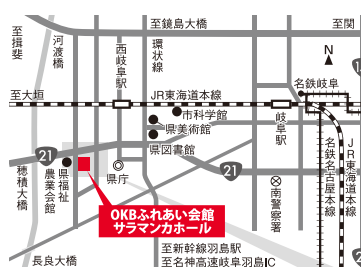 至鏡島大橋
至関
至揖斐
河渡橋
西岐阜駅
環状線
N
名鉄岐阜
至大垣
JR東海道本線
市科学館
県美術館
県図書館
岐阜駅
21
21
穂積大橋
県福祉農業会館
県庁
南警察署
名鉄名古屋本線
JR東海道本線
OKBふれあい会館
サラマンカホール
長良大橋
至新幹線羽島駅
至名神高速岐阜羽島IC